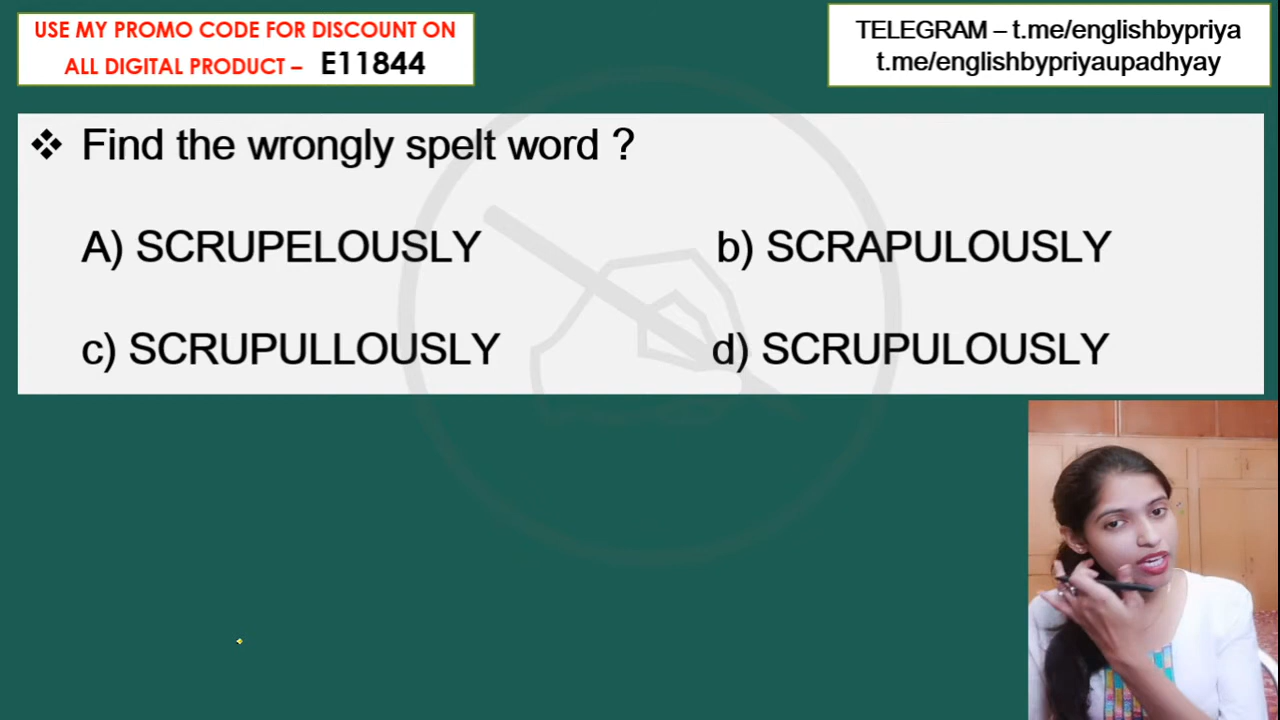 USE MY PROMO CODE FOR DISCOUNT ON
ALL DIGITAL PRODUCT – E11844
TELEGRAM – t.me/englishbypriya
t.me/englishbypriyaupadhyay
❖ Find the wrongly spelt word ?
A) SCRUPELOUSLY
b) SCRAPULOUSLY
c) SCRUPULLOUSLY
d) SCRUPULOUSLY